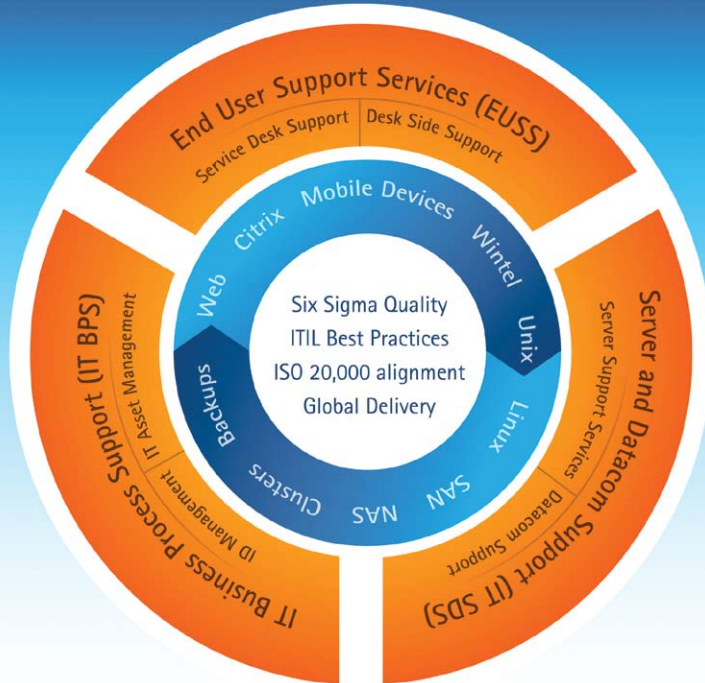 End User Support Services (EUSS)
Service Desk Support
Desk Side Support
Server and Datacom Support (IT SDS)
Server Support Services
Datacom Support
IT Business Process Support (IT BPS)
IT Asset Management
ID Management
Web
Citrix
Mobile Devices
Wintel
Unix
Linux
SAN
NAS
Clusters
Backups
Six Sigma Quality
ITIL Best Practices
ISO 20,000 alignment
Global Delivery